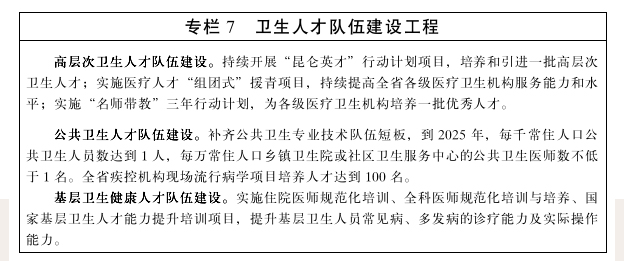 专栏 7 卫生人才队伍建设工程
高层次卫生人才队伍建设。持续开展“昆仑英才”行动计划项目，培养和引进一批高层次
卫生人才；实施医疗人才“组团式”援青项目，持续提高全省各级医疗卫生机构服务能力和水
平；实施“名师带教”三年行动计划，为各级医疗卫生机构培养一批优秀人才。
公共卫生人才队伍建设。补齐公共卫生专业技术队伍短板，到 2025 年，每千常住人口公
共卫生人员数达到 1 人，每万常住人口乡镇卫生院或社区卫生服务中心的公共卫生医师数不低
于 1 名。全省疾控机构现场流行病学项目培养人才达到 100 名。
基层卫生健康人才队伍建设。实施住院医师规范化培训、全科医师规范化培训与培养、国
家基层卫生人才能力提升培训项目，提升基层卫生人员常见病、多发病的诊疗能力及实际操作
能力。